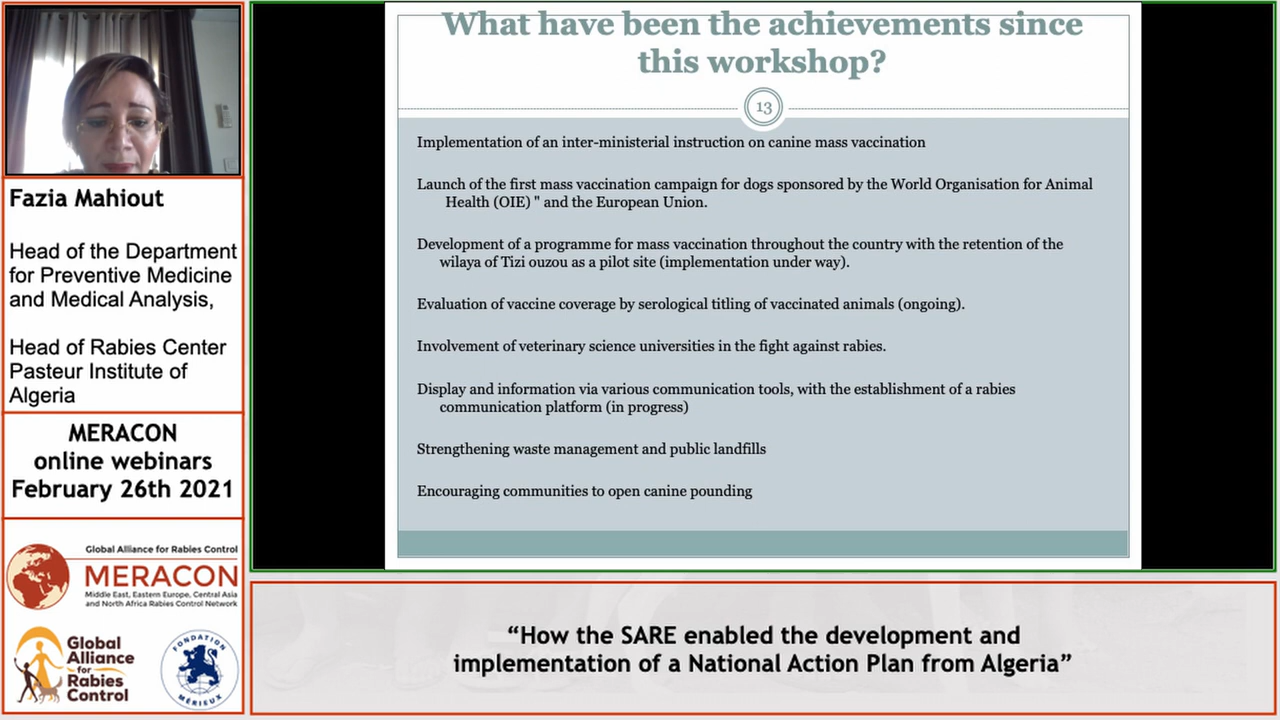 Fazia Mahiout
Head of the Department
for Preventive Medicine
and Medical Analysis,
Head of Rabies Center
Pasteur Institute of
Algeria
MERACON
online webinars
February 26th 2021
Global Alliance for Rabies Control
MERACON
Middle East, Eastern Europe, Central Asia
and North Africa Rabies Control Network
Global
Alliance
for
Rabies
Control
FONDATION
MÉRIEUX
What have been the achievements since
this workshop?
13
Implementation of an inter-ministerial instruction on canine mass vaccination
Launch of the first mass vaccination campaign for dogs sponsored by the World Organisation for Animal
Health (OIE) " and the European Union.
Development of a programme for mass vaccination throughout the country with the retention of the
wilaya of Tizi ouzou as a pilot site (implementation under way).
Evaluation of vaccine coverage by serological titling of vaccinated animals (ongoing).
Involvement of veterinary science universities in the fight against rabies.
Display and information via various communication tools, with the establishment of a rabies
communication platform (in progress)
Strengthening waste management and public landfills
Encouraging communities to open canine pounding
“How the SARE enabled the development and
implementation of a National Action Plan from Algeria”